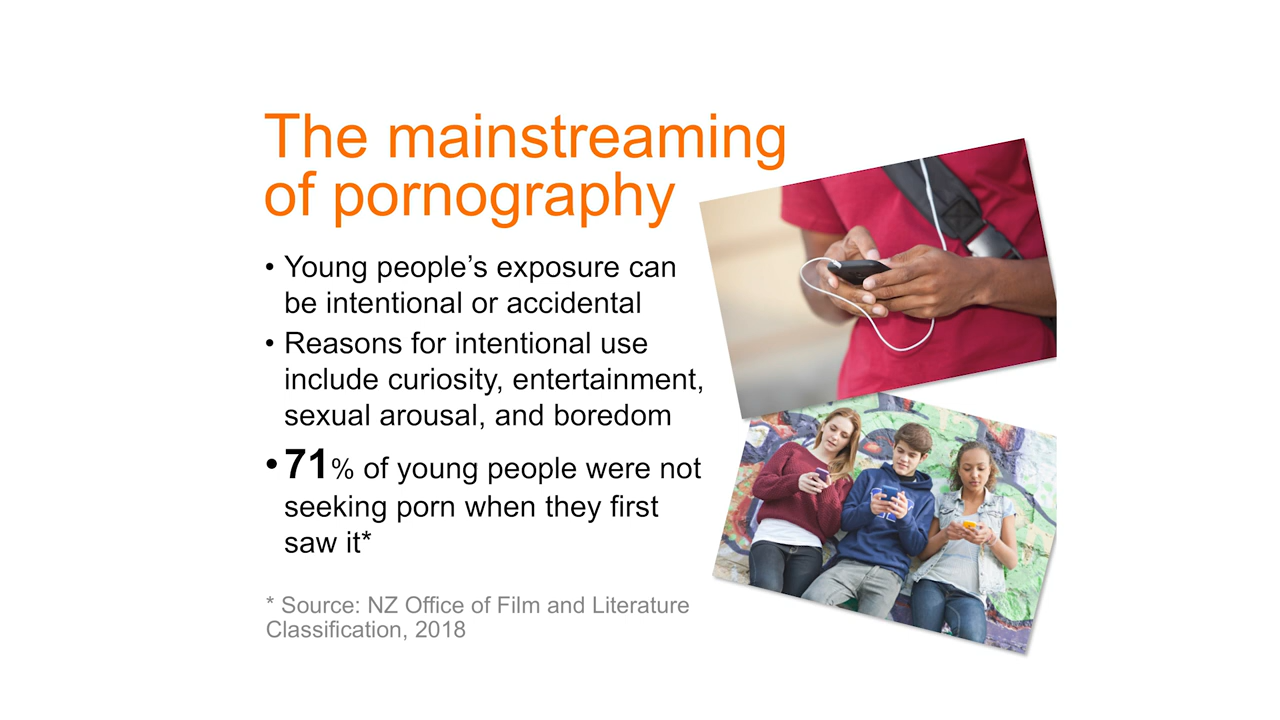 The mainstreaming
of pornography
• Young people’s exposure can
be intentional or accidental
• Reasons for intentional use
include curiosity, entertainment,
sexual arousal, and boredom
• 71% of young people were not
seeking porn when they first
saw it*
* Source: NZ Office of Film and Literature
Classification, 2018